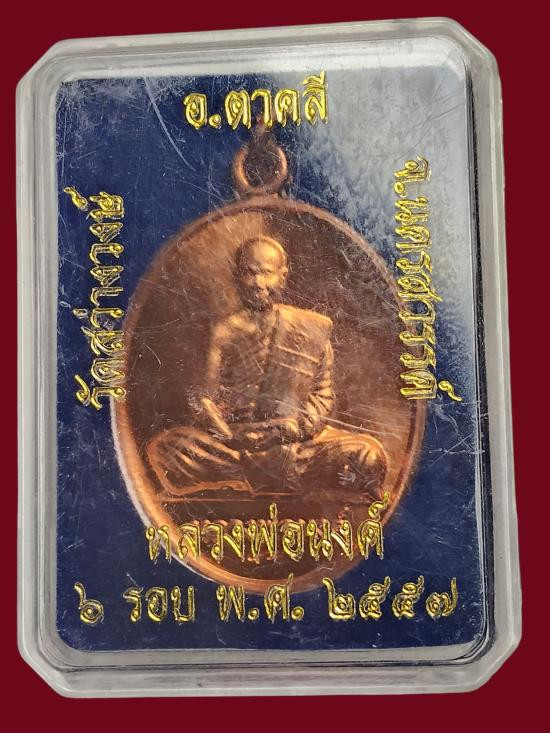 อ.ตาคลี
วัดสว่างวงษ์
จ.นครสวรรค์
หลวงพ่อนงค์
๖ รอบ พ.ศ. ๒๕๕๗